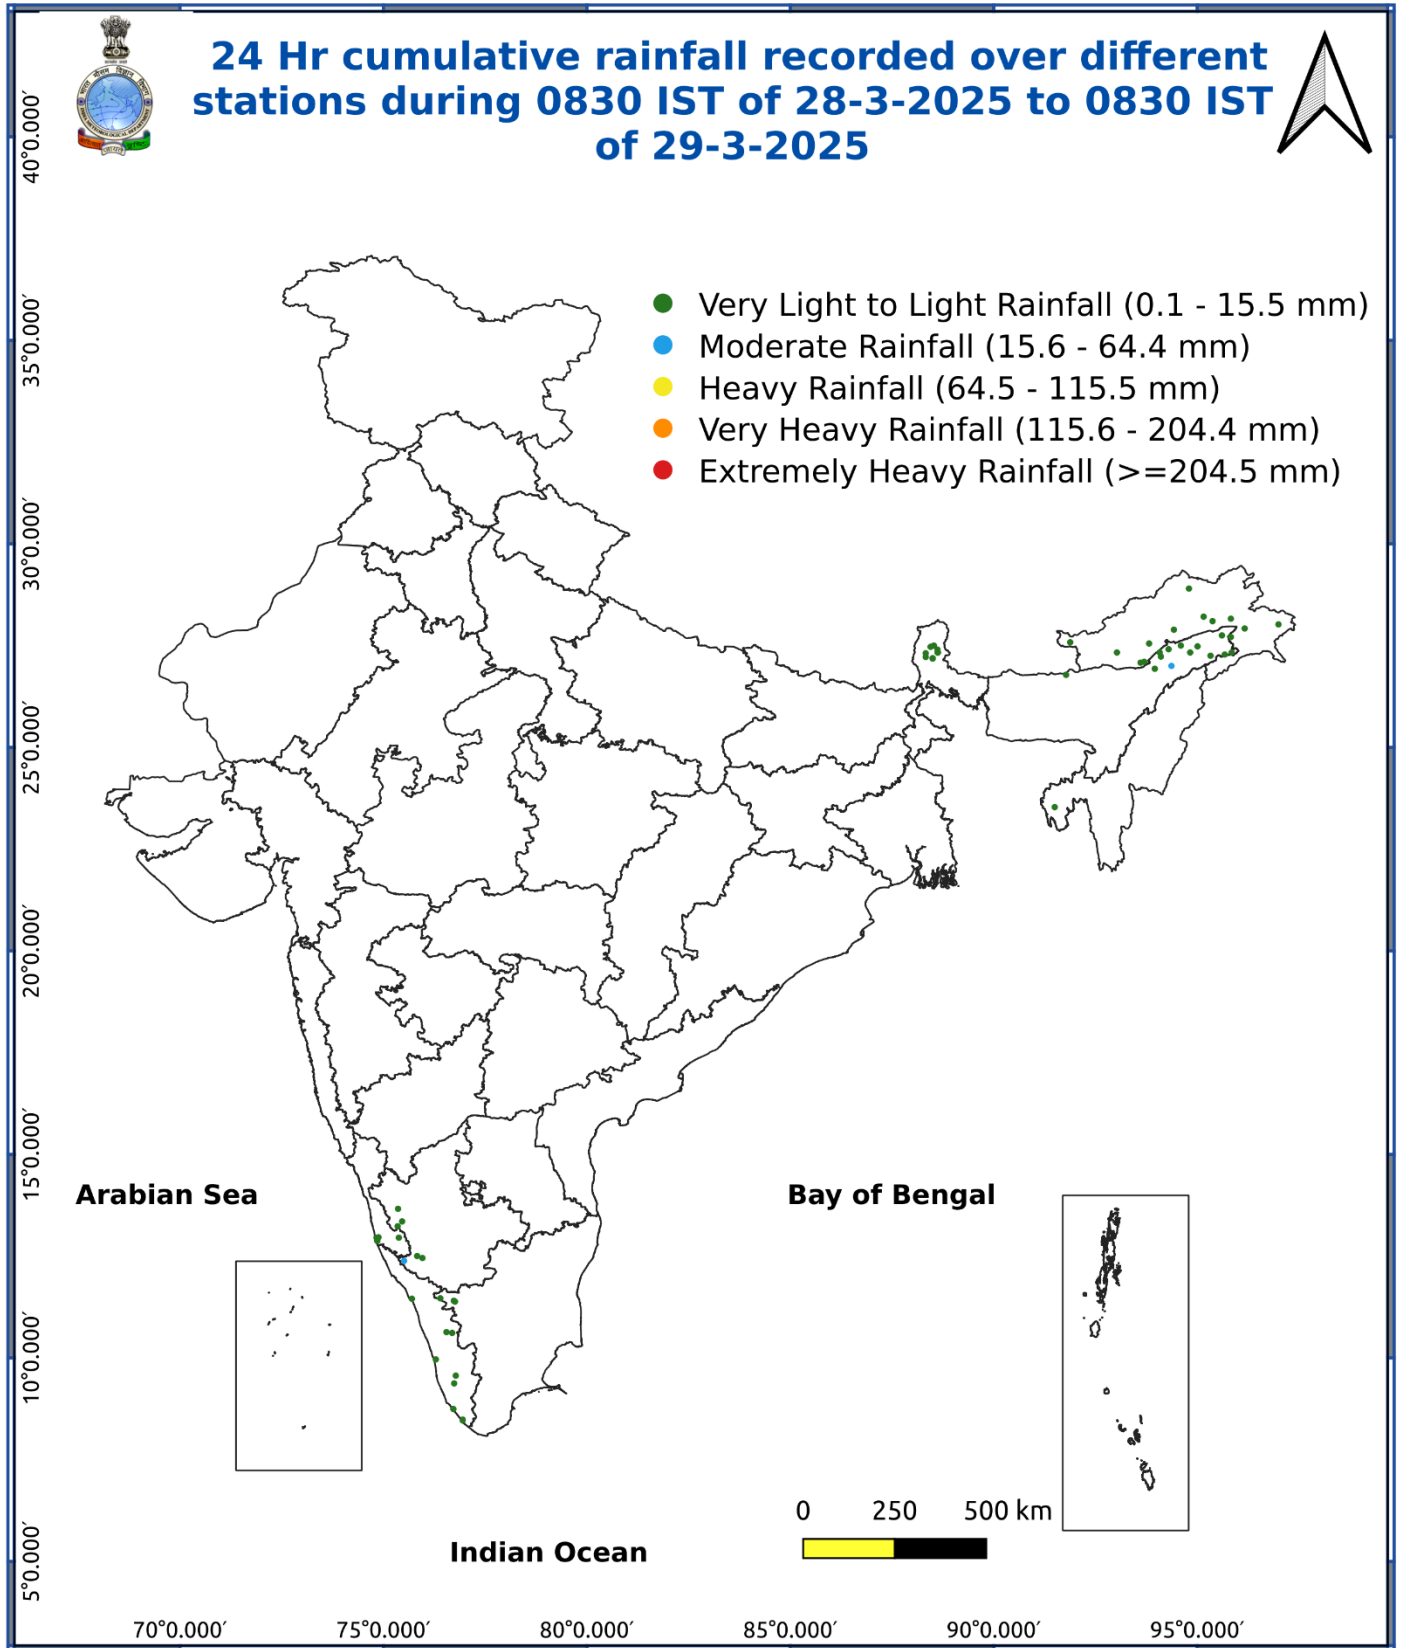 24 Hr cumulative rainfall recorded over different
stations during 0830 IST of 28-3-2025 to 0830 IST
of 29-3-2025
Very Light to Light Rainfall (0.1 - 15.5 mm)
Moderate Rainfall (15.6 - 64.4 mm)
Heavy Rainfall (64.5 - 115.5 mm)
Very Heavy Rainfall (115.6 - 204.4 mm)
Extremely Heavy Rainfall (>=204.5 mm)
40°0.000′
35°0.000′
30°0.000′
25°0.000′
20°0.000′
15°0.000′
10°0.000′
5°0.000′
Arabian Sea
Bay of Bengal
Indian Ocean
0 250 500 km
70°0.000′ 75°0.000′ 80°0.000′ 85°0.000′ 90°0.000′ 95°0.000′